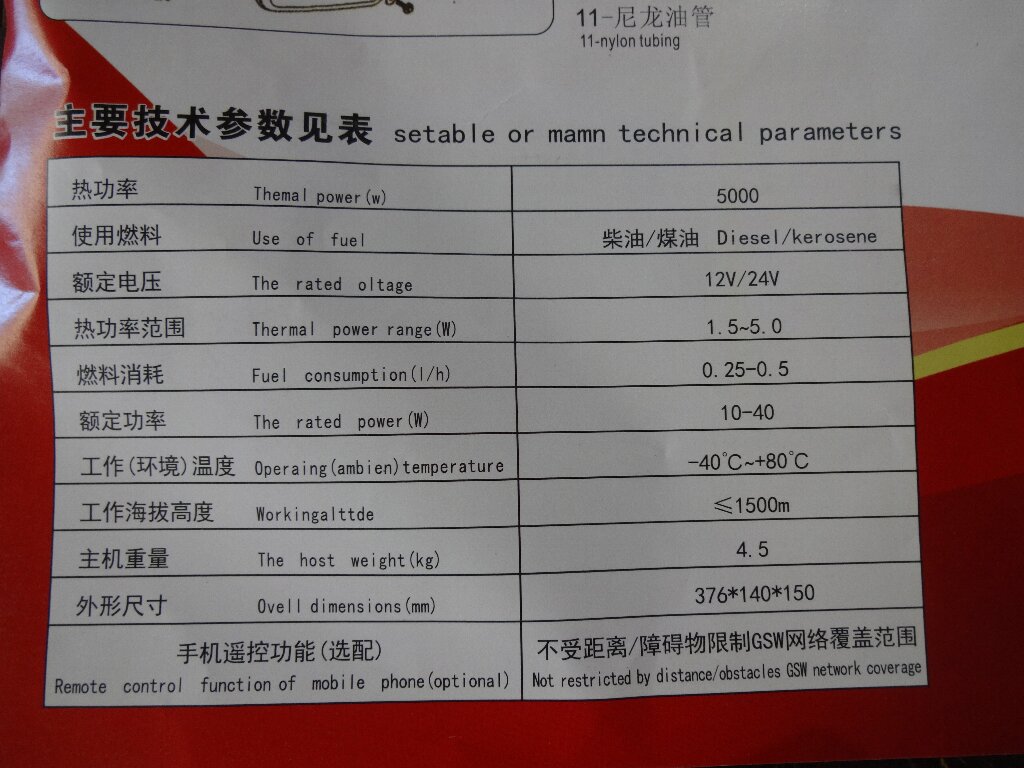 11-尼龙油管
11-nylon tubing
主要技术参数见表 setable or mamn technical parameters
热功率 Themal power(w) 5000
使用燃料 Use of fuel 柴油/煤油 Diesel/kerosene
额定电压 The rated oltage 12V/24V
热功率范围 Thermal power range(W) 1.5~5.0
燃料消耗 Fuel consumption(l/h) 0.25-0.5
额定功率 The rated power(W) 10-40
工作(环境)温度 Operaing(ambien)temperature -40℃~+80℃
工作海拔高度 Workingalttde ≤1500m
主机重量 The host weight(kg) 4.5
外形尺寸 Ovell dimensions(mm) 376*140*150
手机遥控功能(选配) 不受距离/障碍物限制GSW网络覆盖范围
Remote control function of mobile phone(optional) Not restricted by distance/obstacles GSW network coverage